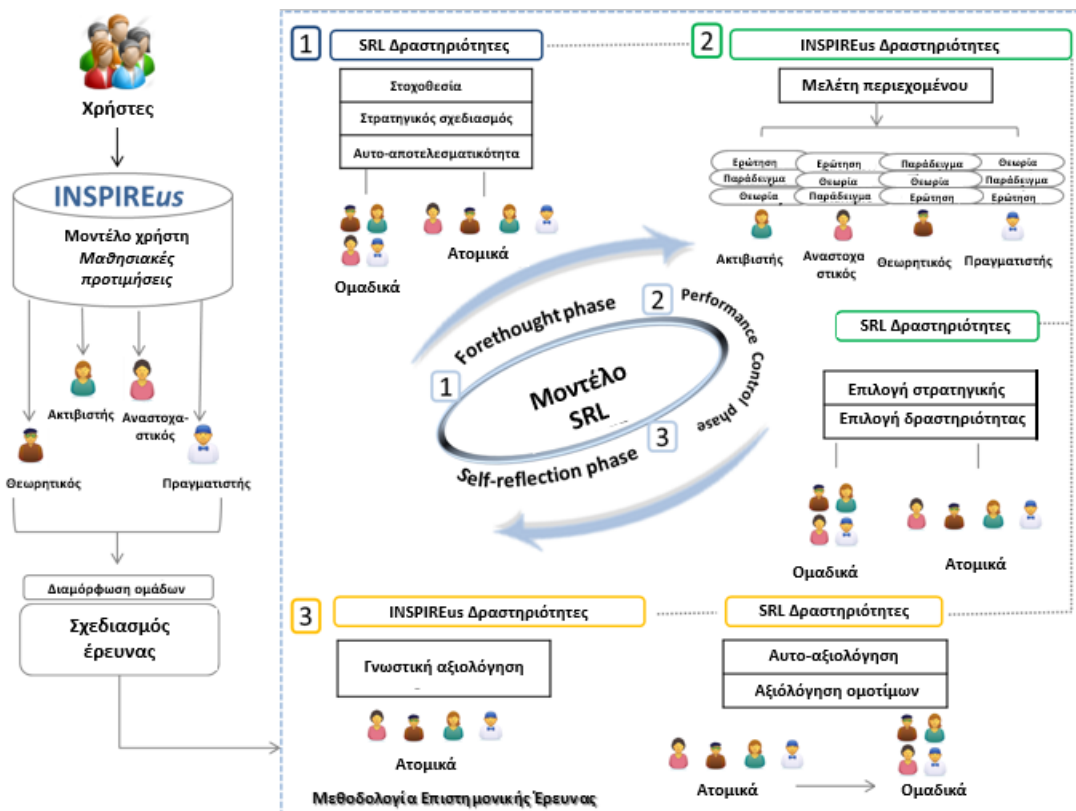 Χρήστες
INSPIREus
Μοντέλο χρήστη
Μαθησιακές
προτιμήσεις
Ακτιβιστής
Αναστοχα-
στικός
Θεωρητικός
Πραγματιστής
Διαμόρφωση ομάδων
Σχεδιασμός
έρευνας
1
SRL Δραστηριότητες
Στοχοθεσία
Στρατηγικός σχεδιασμός
Αυτο-αποτελεσματικότητα
Ομαδικά
Ατομικά
2
INSPIREus Δραστηριότητες
Μελέτη περιεχομένου
Ερώτηση
Παράδειγμα
Θεωρία
Ερώτηση
Θεωρία
Παράδειγμα
Παράδειγμα
Θεωρία
Ερώτηση
Θεωρία
Παράδειγμα
Ερώτηση
Ακτιβιστής
Αναστοχα
στικός
Θεωρητικός
Πραγματιστής
SRL Δραστηριότητες
Επιλογή στρατηγικής
Επιλογή δραστηριότητας
Ομαδικά
Ατομικά
Forethought phase
2
Performance Control phase
1
Μοντέλο
SRL
3
Self-reflection phase
3
INSPIREus Δραστηριότητες
Γνωστική αξιολόγηση
Ατομικά
SRL Δραστηριότητες
Αυτο-αξιολόγηση
Αξιόλόγηση ομοτίμων
Ατομικά
Ομαδικά
Μεθοδολογία Επιστημονικής Έρευνας